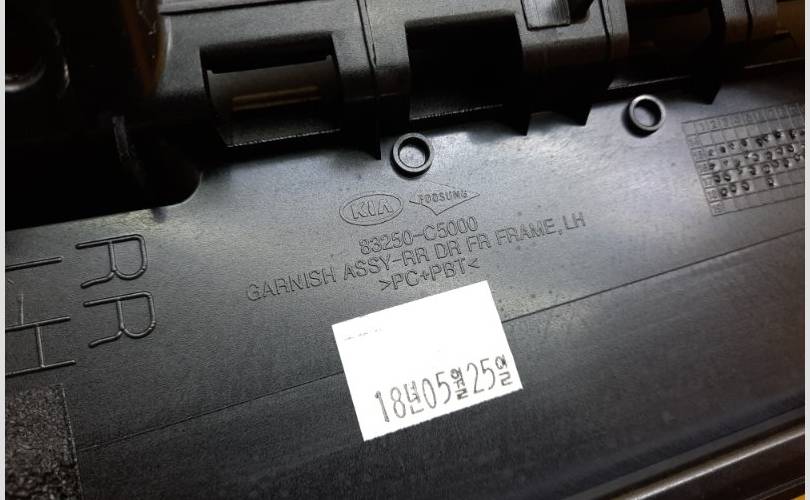 KIA FOOSUNG
83250-C5000
GARNISH ASSY-RR DR FR FRAME, LH
>PC+PBT<
RR
LH
18년05월25일